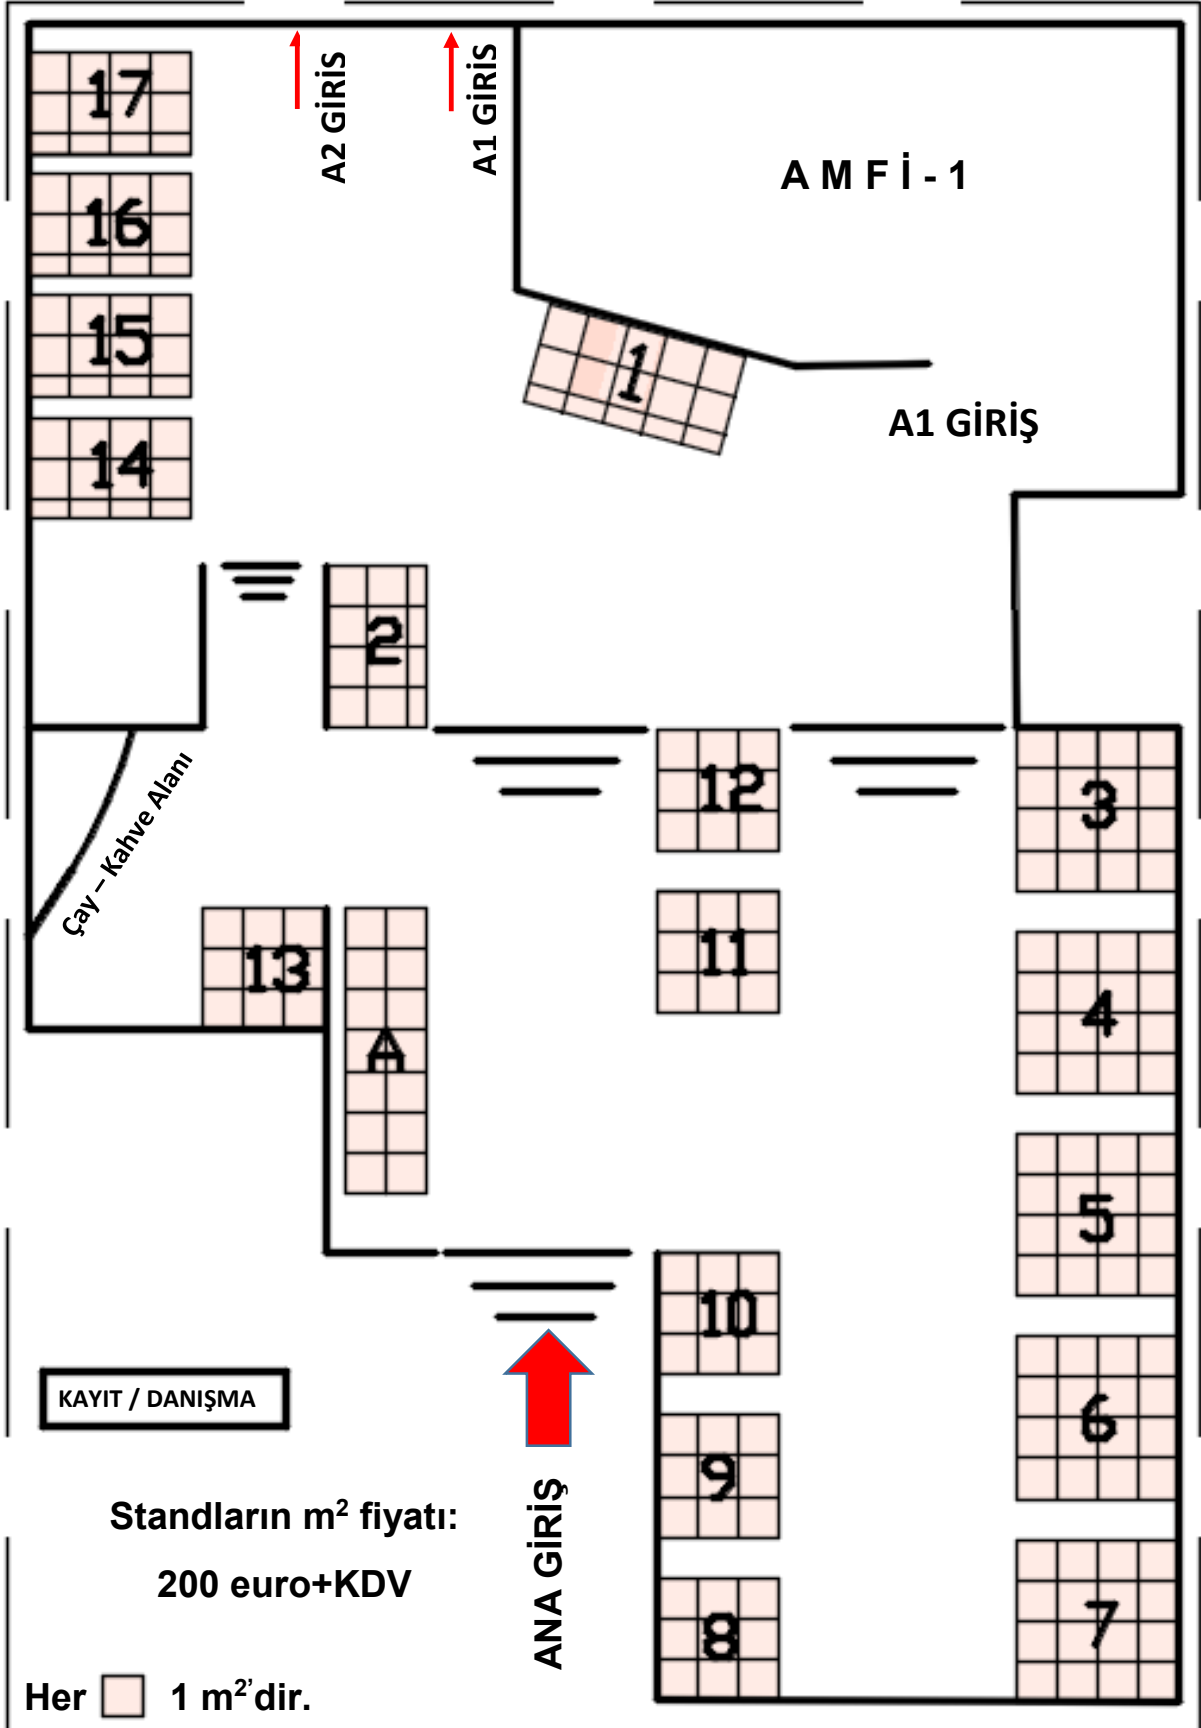 17
A2 GİRİS
A1 GİRİS
A M F İ - 1
16
15
1
14
A1 GİRİŞ
2
Çay – Kahve Alanı
12
3
13
11
A
4
5
10
KAYIT / DANIŞMA
6
9
Standların m² fiyatı:
200 euro+KDV
ANA GİRİŞ
8
7
Her 1 m²'dir.